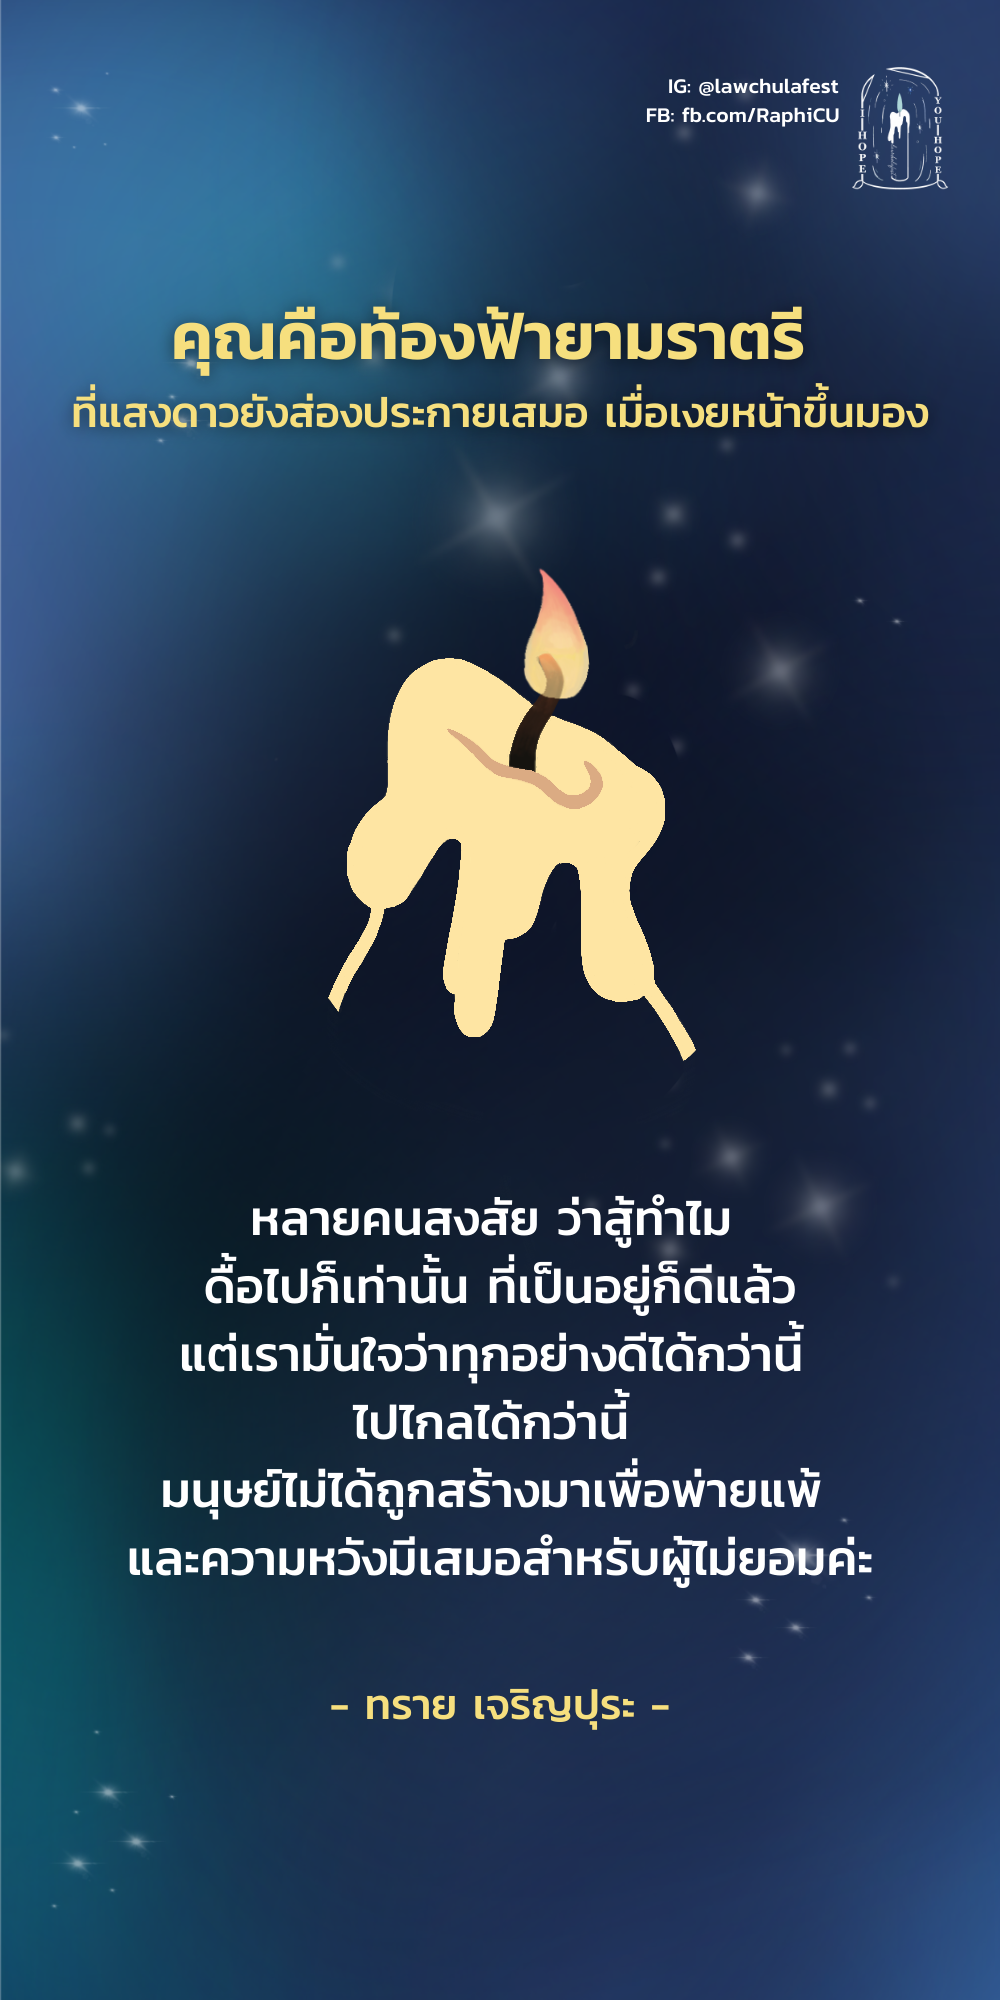 IG: @lawchulafest
FB: fb.com/RaphiCU
I HOPE
YOU HOPE
คุณคือท้องฟ้ายามราตรี
ที่แสงดาวยังส่องประกายเสมอ เมื่อเงยหน้าขึ้นมอง
หลายคนสงสัย ว่าสู้ทำไม
ดื้อไปก็เท่านั้น ที่เป็นอยู่ก็ดีแล้ว
แต่เรามั่นใจว่าทุกอย่างดีได้กว่านี้
ไปไกลได้กว่านี้
มนุษย์ไม่ได้ถูกสร้างมาเพื่อพ่ายแพ้
และความหวังมีเสมอสำหรับผู้ไม่ยอมค่ะ
- ทราย เจริญปุระ -